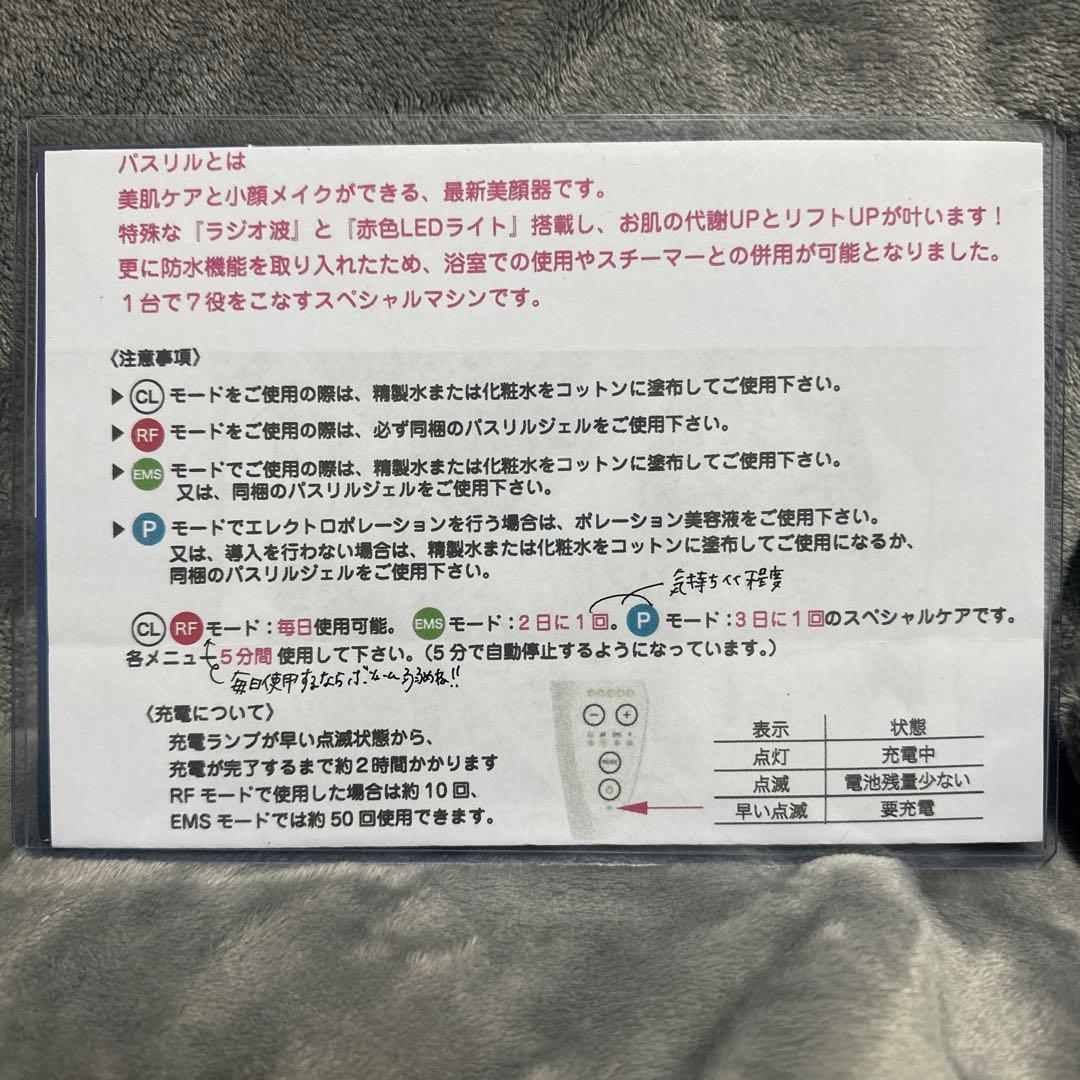 パスリルとは
美肌ケアと小顔メイクができる、最新美顔器です。
特殊な『ラジオ波』と『赤色LEDライト』搭載し、お肌の代謝UPとリフトUPが叶います！
更に防水機能を取り入れたため、浴室での使用やスチーマーとの併用が可能となりました。
1台で7役をこなすスペシャルマシンです。
〈注意事項〉
▶ CL モードをご使用の際は、精製水または化粧水をコットンに塗布してご使用下さい。
▶ RF モードをご使用の際は、必ず同梱のパスリルジェルをご使用下さい。
▶ EMS モードでご使用の際は、精製水または化粧水をコットンに塗布してご使用下さい。
又は、同梱のパスリルジェルをご使用下さい。
▶ P モードでエレクトロポレーションを行う場合は、ポレーション美容液をご使用下さい。
又は、導入を行わない場合は、精製水または化粧水をコットンに塗布してご使用になるか、
同梱のパスリルジェルをご使用下さい。
気持ちイイ程度
CL RF モード：毎日使用可能。 EMS モード：2日に1回。 P モード：3日に1回のスペシャルケアです。
各メニュー5分間使用して下さい。（5分で自動停止するようになっています。）
毎日使用するなら
〈充電について〉
充電ランプが早い点滅状態から、
充電が完了するまで約2時間かかります
RFモードで使用した場合は約10回、
EMSモードでは約50回使用できます。
− ＋
MODE
表示 状態
点灯 充電中
点滅 電池残量少ない
早い点滅 要充電